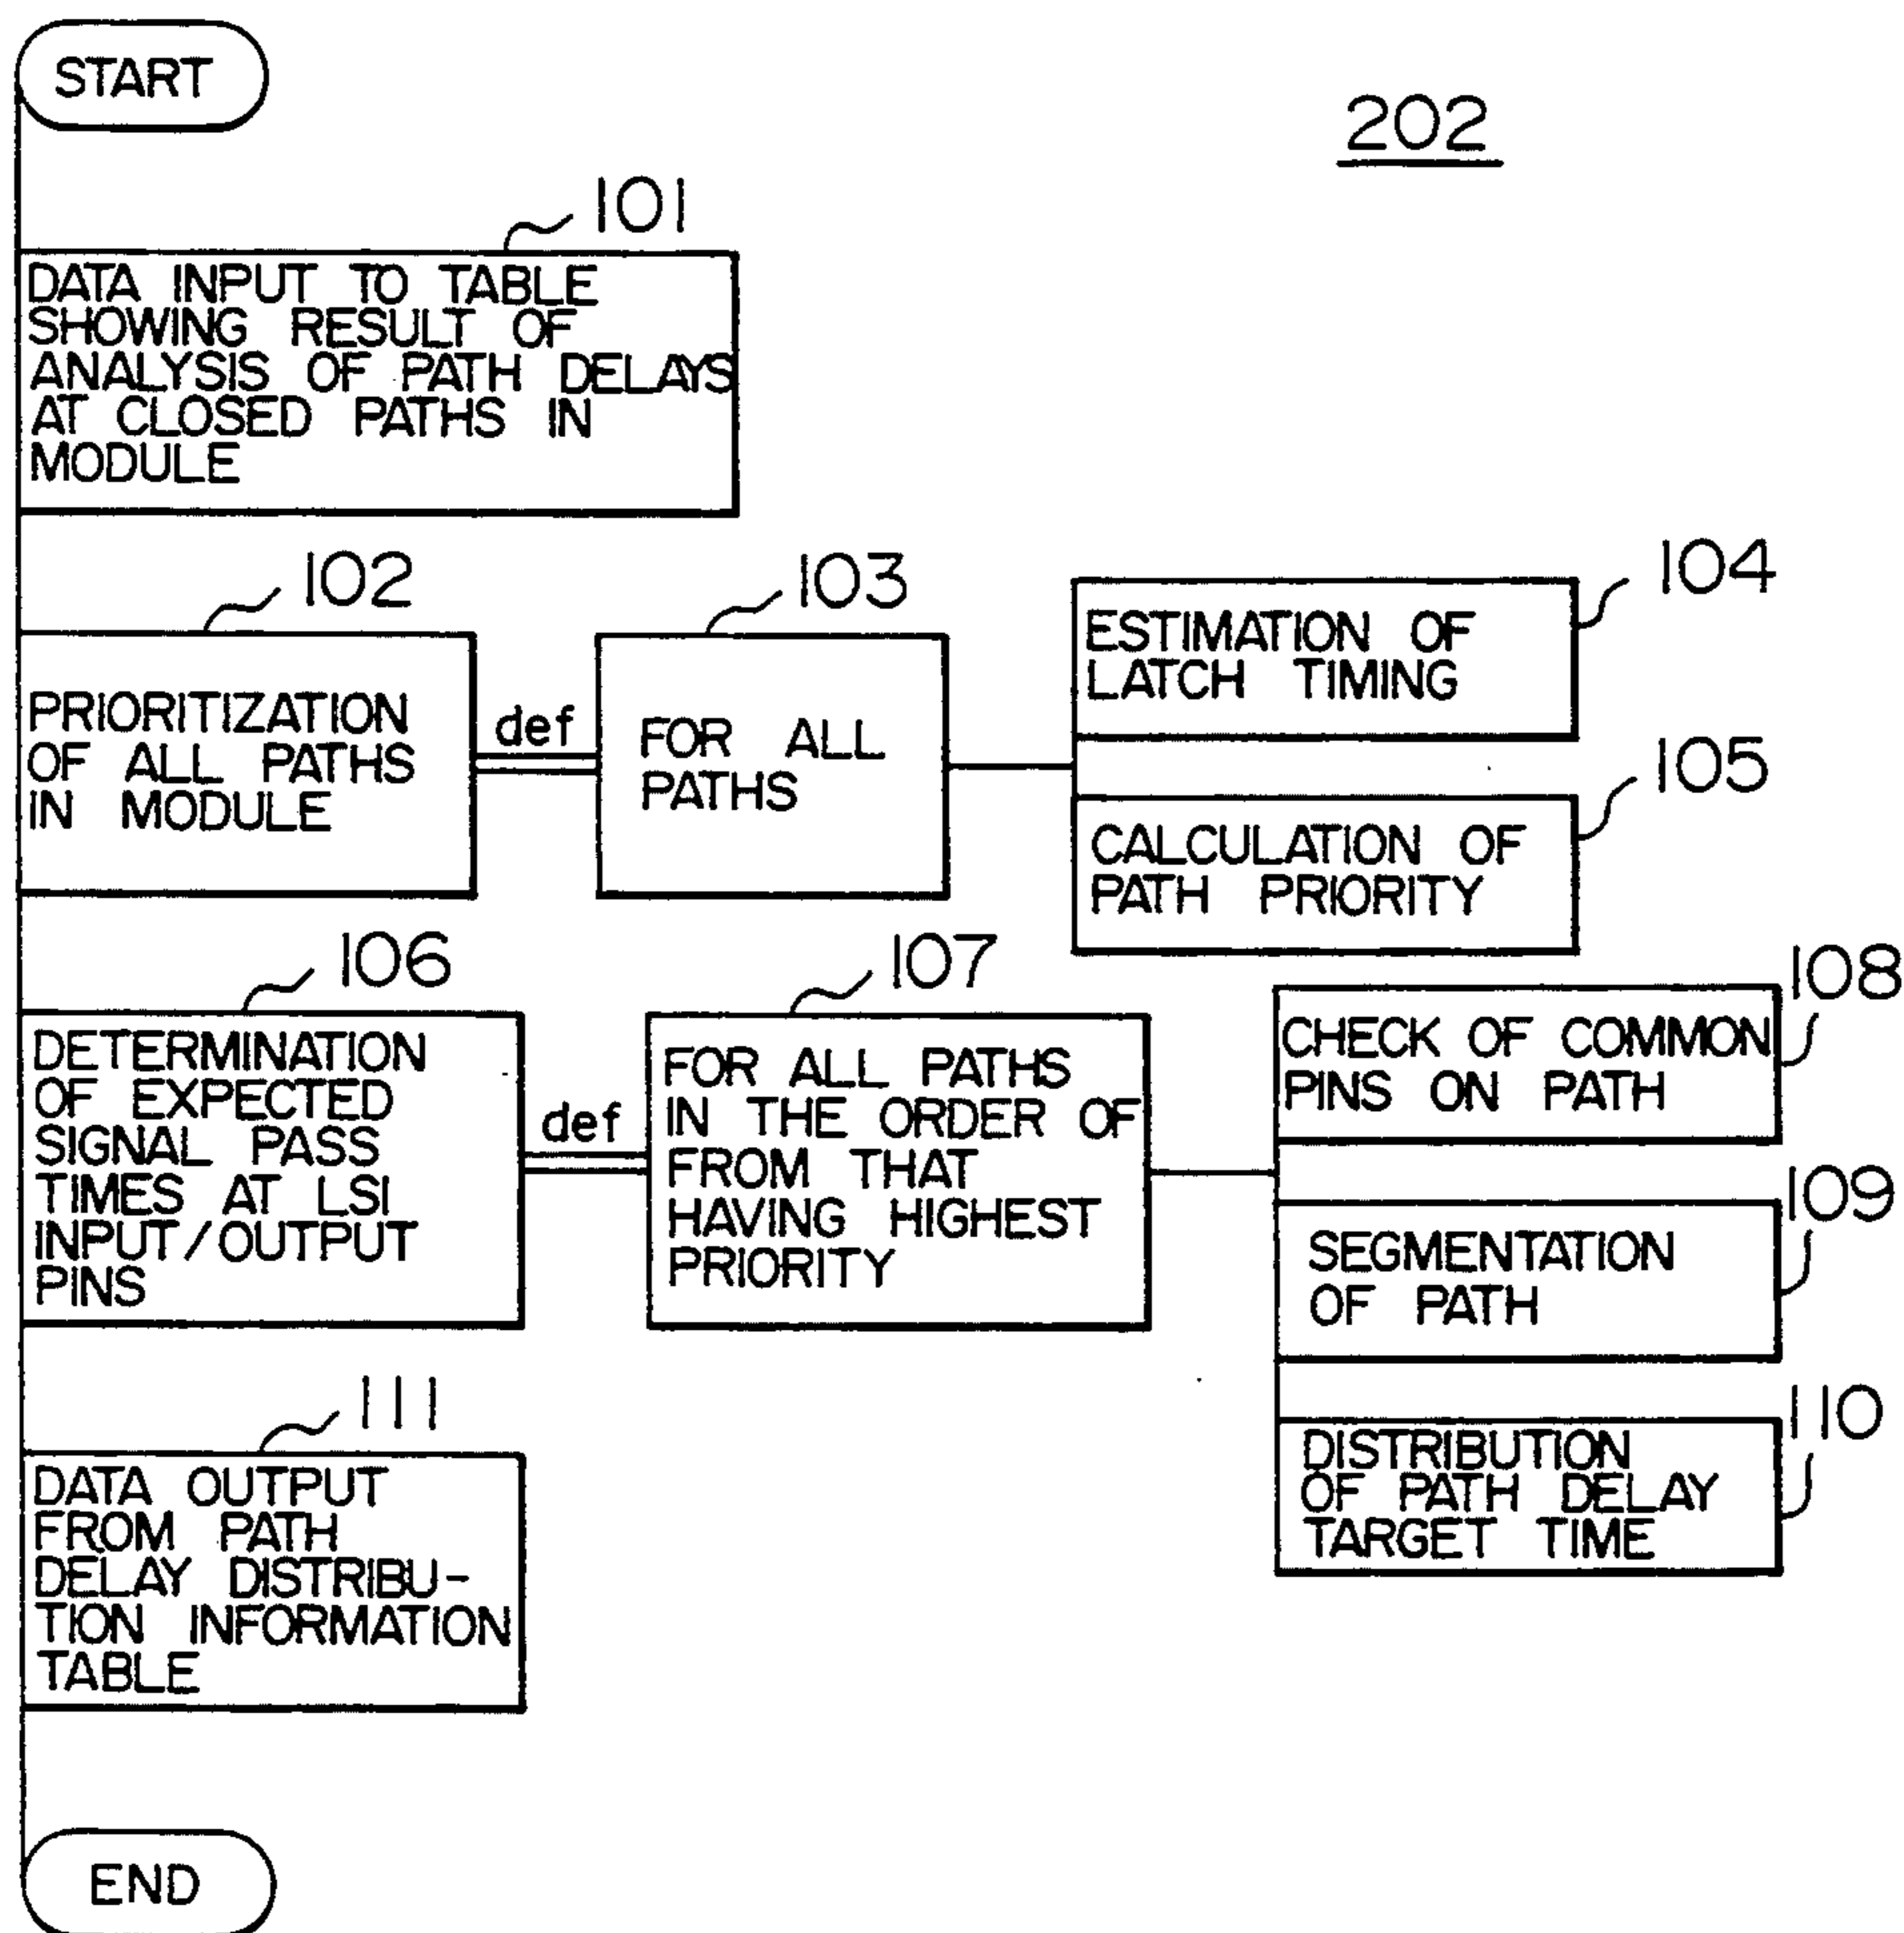 START
202
101
DATA INPUT TO TABLE
SHOWING RESULT OF
ANALYSIS OF PATH DELAYS
AT CLOSED PATHS IN
MODULE
102
PRIORITIZATION
OF ALL PATHS
IN MODULE
def
103
FOR ALL
PATHS
104
ESTIMATION OF
LATCH TIMING
105
CALCULATION OF
PATH PRIORITY
106
DETERMINATION
OF EXPECTED
SIGNAL PASS
TIMES AT LSI
INPUT/OUTPUT
PINS
def
107
FOR ALL PATHS
IN THE ORDER OF
FROM THAT
HAVING HIGHEST
PRIORITY
108
CHECK OF COMMON
PINS ON PATH
109
SEGMENTATION
OF PATH
110
DISTRIBUTION
OF PATH DELAY
TARGET TIME
111
DATA OUTPUT
FROM PATH
DELAY DISTRIBU-
TION INFORMATION
TABLE
END